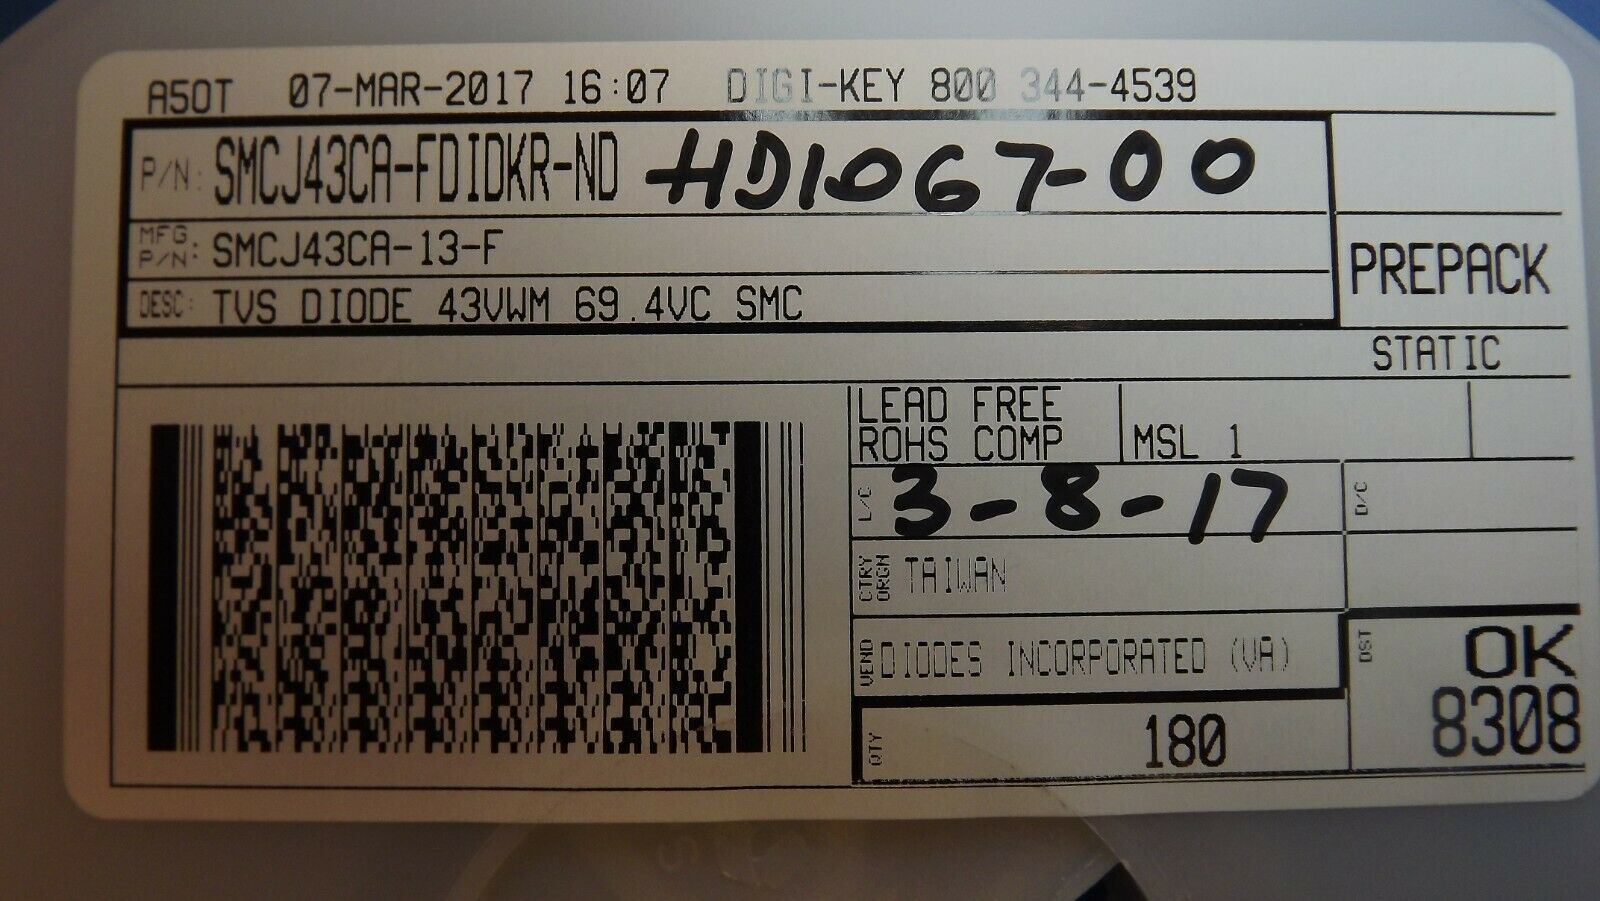 A5OT 07-MAR-2017 16:07 DIGI-KEY 800 344-4539
P/N: SMCJ43CA-FDIDKR-ND HD1067-00
MFG P/N: SMCJ43CA-13-F
PREPACK
DESC: TVS DIODE 43VWM 69.4VC SMC
STATIC
LEAD FREE
ROHS COMP
MSL 1
L/C 3-8-17
D/C
CTRY ORGN TAIWAN
VEND DIODES INCORPORATED (VA)
DST OK
8308
QTY 180